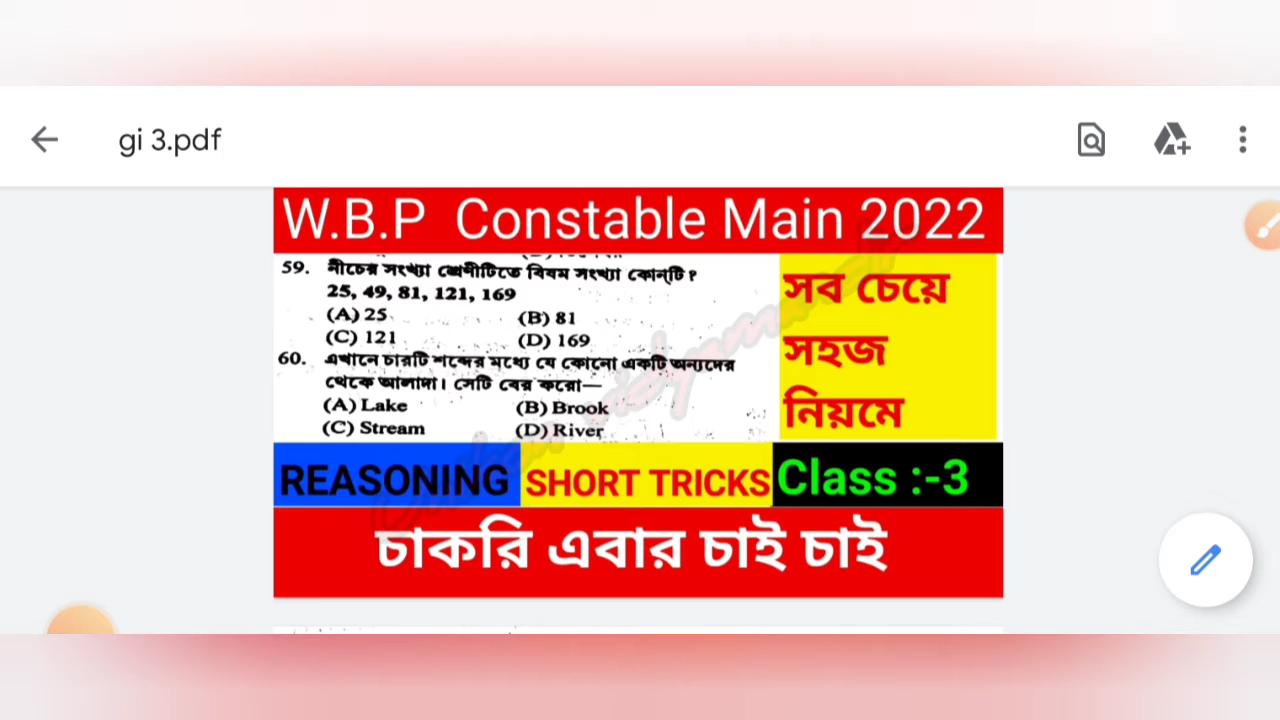 gi 3.pdf
W.B.P Constable Main 2022
59. নীচের সংখ্যা শ্রেণীটিতে বিষম সংখ্যা কোন্‌টি?
25, 49, 81, 121, 169
(A) 25 (B) 81
(C) 121 (D) 169
60. এখানে চারটি শব্দের মধ্যে যে কোনো একটি অন্যদের
থেকে আলাদা। সেটি বের করো—
(A) Lake (B) Brook
(C) Stream (D) River
সব চেয়ে
সহজ
নিয়মে
REASONING SHORT TRICKS Class :-3
চাকরি এবার চাই চাই